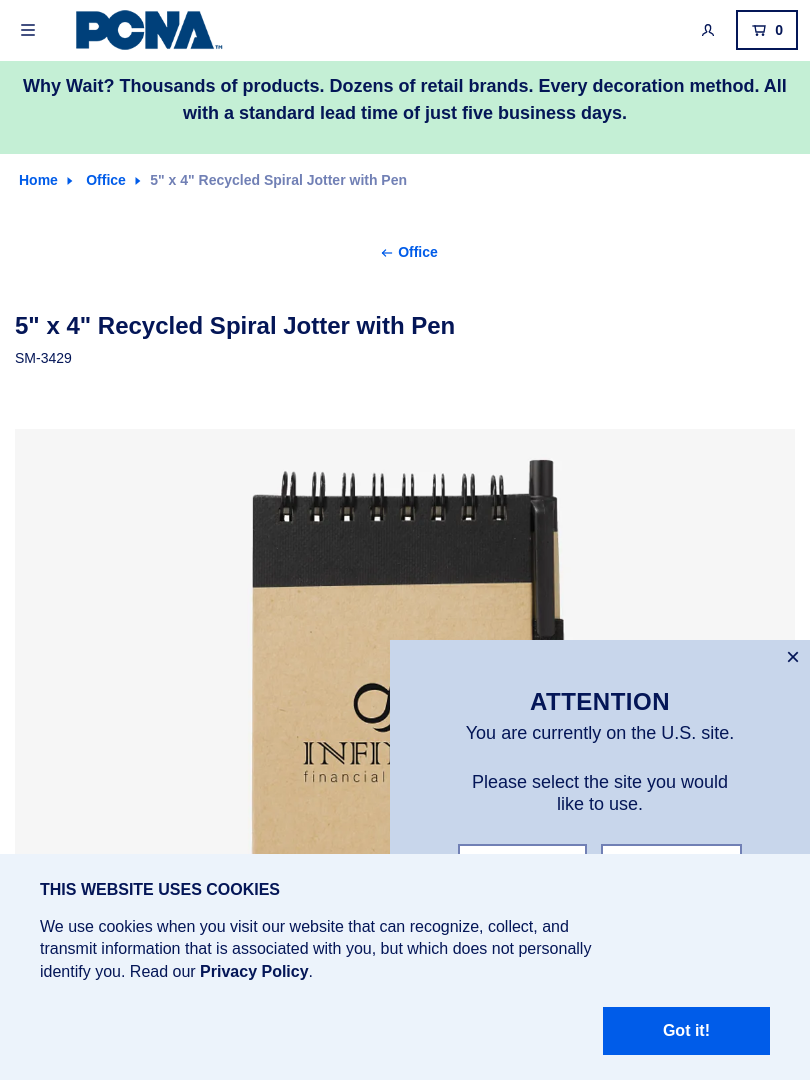 PCNA™
0
Why Wait? Thousands of products. Dozens of retail brands. Every decoration method. All
with a standard lead time of just five business days.
Home
Office
5" x 4" Recycled Spiral Jotter with Pen
Office
5" x 4" Recycled Spiral Jotter with Pen
SM-3429
financial
ATTENTION
You are currently on the U.S. site.
Please select the site you would
like to use.
THIS WEBSITE USES COOKIES
We use cookies when you visit our website that can recognize, collect, and
transmit information that is associated with you, but which does not personally
identify you. Read our Privacy Policy.
Got it!